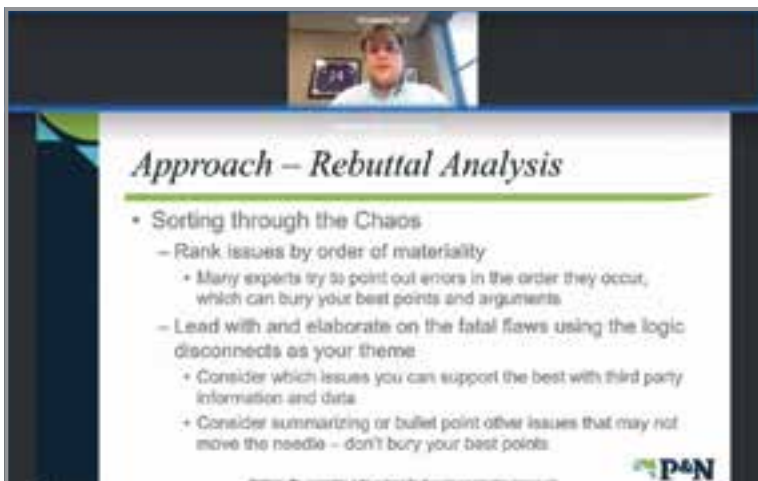 Approach – Rebuttal Analysis
• Sorting through the Chaos
– Rank issues by order of materiality
• Many experts try to point out errors in the order they occur,
which can bury your best points and arguments
– Lead with and elaborate on the fatal flaws using the logic
disconnects as your theme
• Consider which issues you can support the best with third party
information and data
• Consider summarizing or bullet point other issues that may not
move the needle – don't bury your best points
P&N